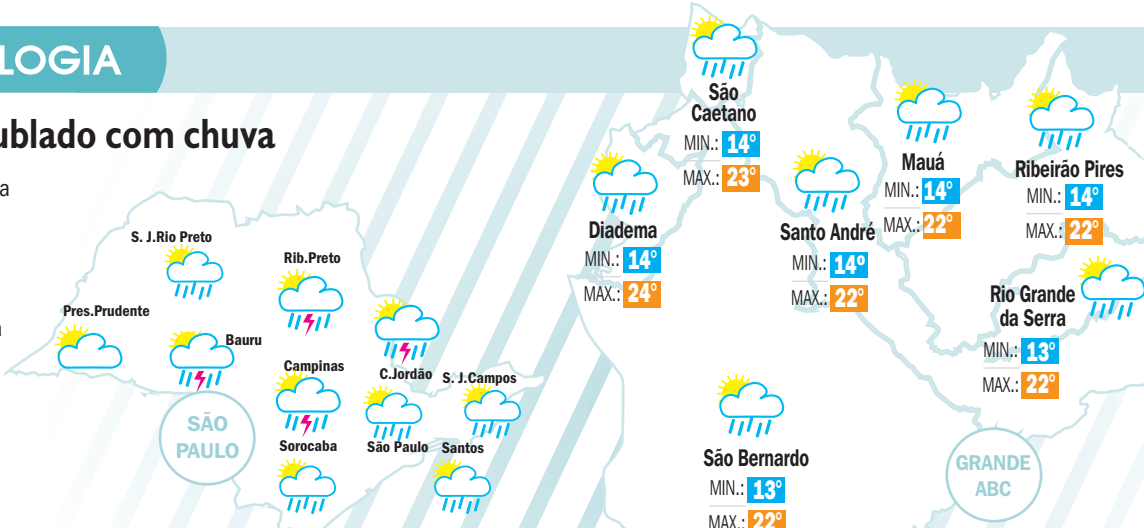 LOGIA
ublado com chuva
a
a
S. J.Rio Preto
Rib.Preto
Pres.Prudente
Bauru
Campinas
C.Jordão
S. J.Campos
SÃO
PAULO
Sorocaba
São Paulo
Santos
São
Caetano
MIN.: 14°
MAX.: 23°
Diadema
MIN.: 14°
MAX.: 24°
Santo André
MIN.: 14º
MAX.: 22°
Mauá
MIN.: 14°
MAX.: 22°
Ribeirão Pires
MIN.: 14°
MAX.: 22°
Rio Grande
da Serra
MIN.: 13°
MAX.: 22°
São Bernardo
MIN.: 13°
MAX.: 22°
GRANDE
ABC